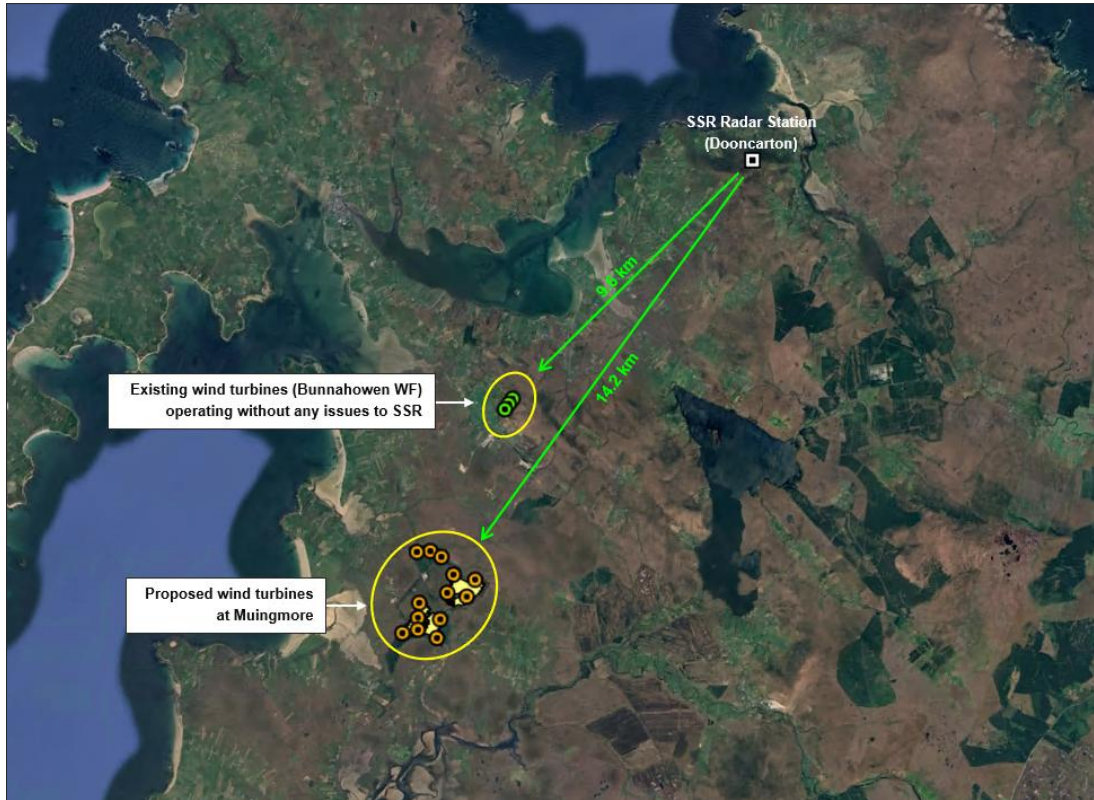 SSR Radar Station
(Dooncarton)
9.6 km
14.2 km
Existing wind turbines (Bunnahowen WF)
operating without any issues to SSR
Proposed wind turbines
at Muingmore